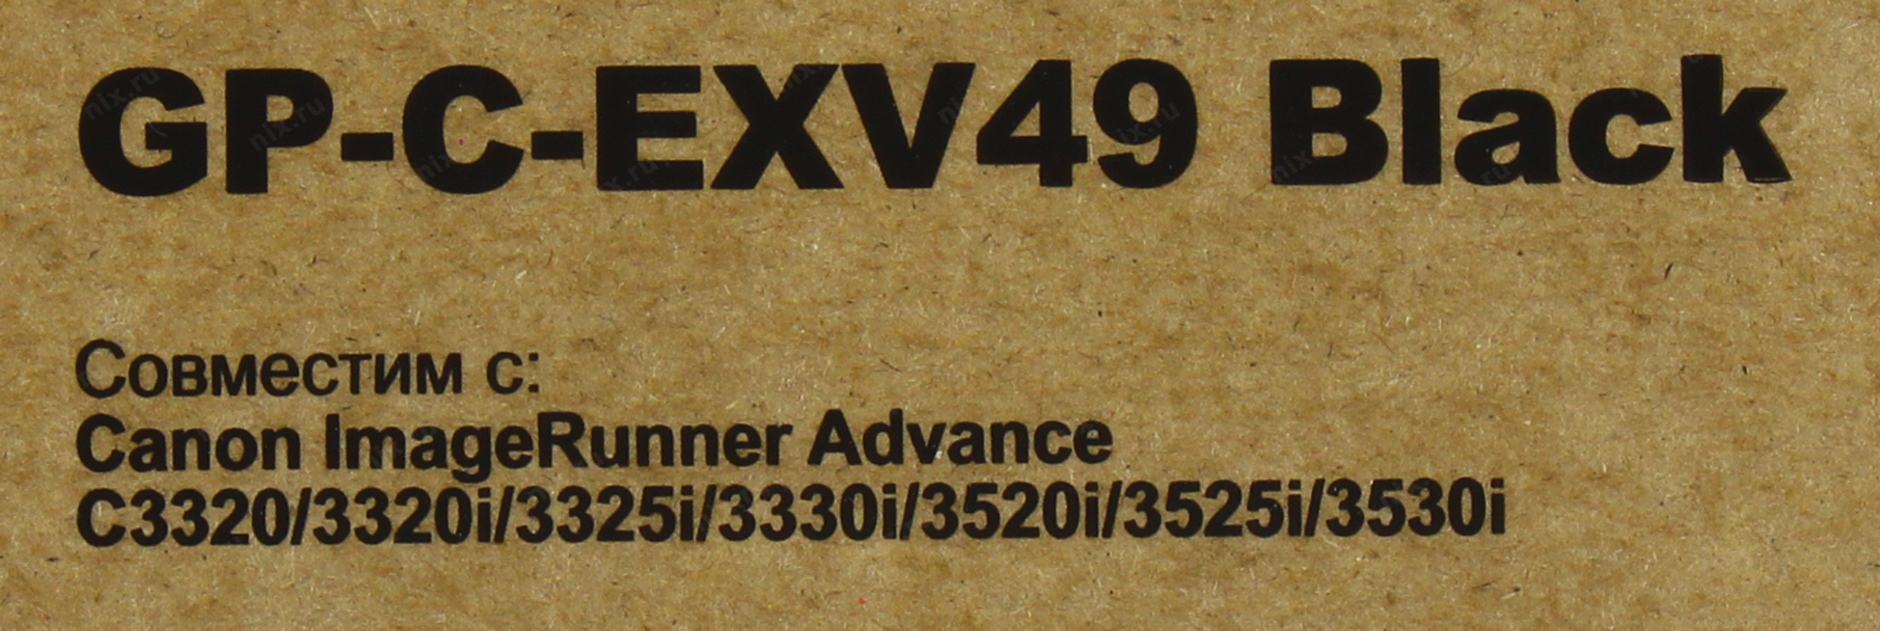 GP-C-EXV49 Black
Совместим с:
Canon ImageRunner Advance
C3320/3320i/3325i/3330i/3520i/3525i/3530i